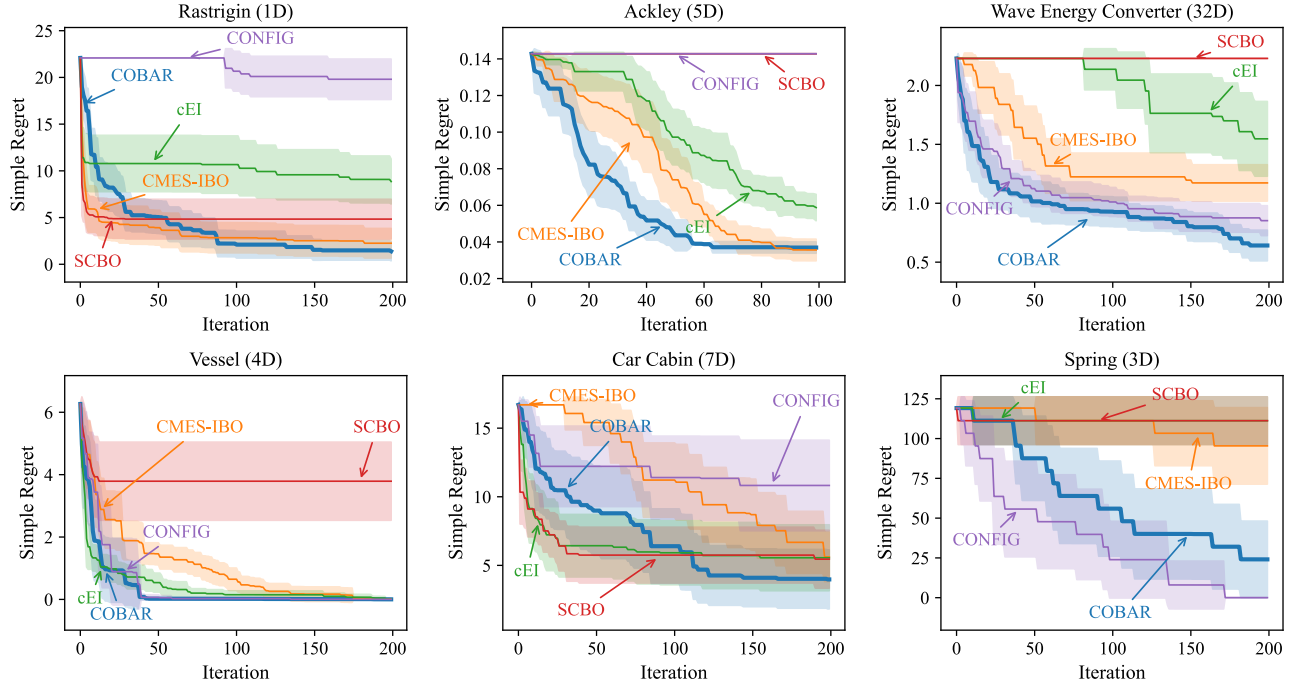 Rastrigin (1D)
25
20
15
10
5
0
0
50
100
150
200
Simple Regret
Iteration
CONFIG
COBAR
cEI
CMES-IBO
SCBO
Ackley (5D)
0.14
0.12
0.10
0.08
0.06
0.04
0.02
0
20
40
60
80
100
Simple Regret
Iteration
CONFIG
SCBO
CMES-IBO
cEI
COBAR
Wave Energy Converter (32D)
2.0
1.5
1.0
0.5
0
50
100
150
200
Simple Regret
Iteration
SCBO
cEI
CMES-IBO
CONFIG
COBAR
Vessel (4D)
6
4
2
0
0
50
100
150
200
Simple Regret
Iteration
CMES-IBO
SCBO
CONFIG
cEI
COBAR
Car Cabin (7D)
15
10
5
0
50
100
150
200
Simple Regret
Iteration
CMES-IBO
CONFIG
COBAR
cEI
SCBO
Spring (3D)
125
100
75
50
25
0
0
50
100
150
200
Simple Regret
Iteration
cEI
SCBO
CMES-IBO
CONFIG
COBAR